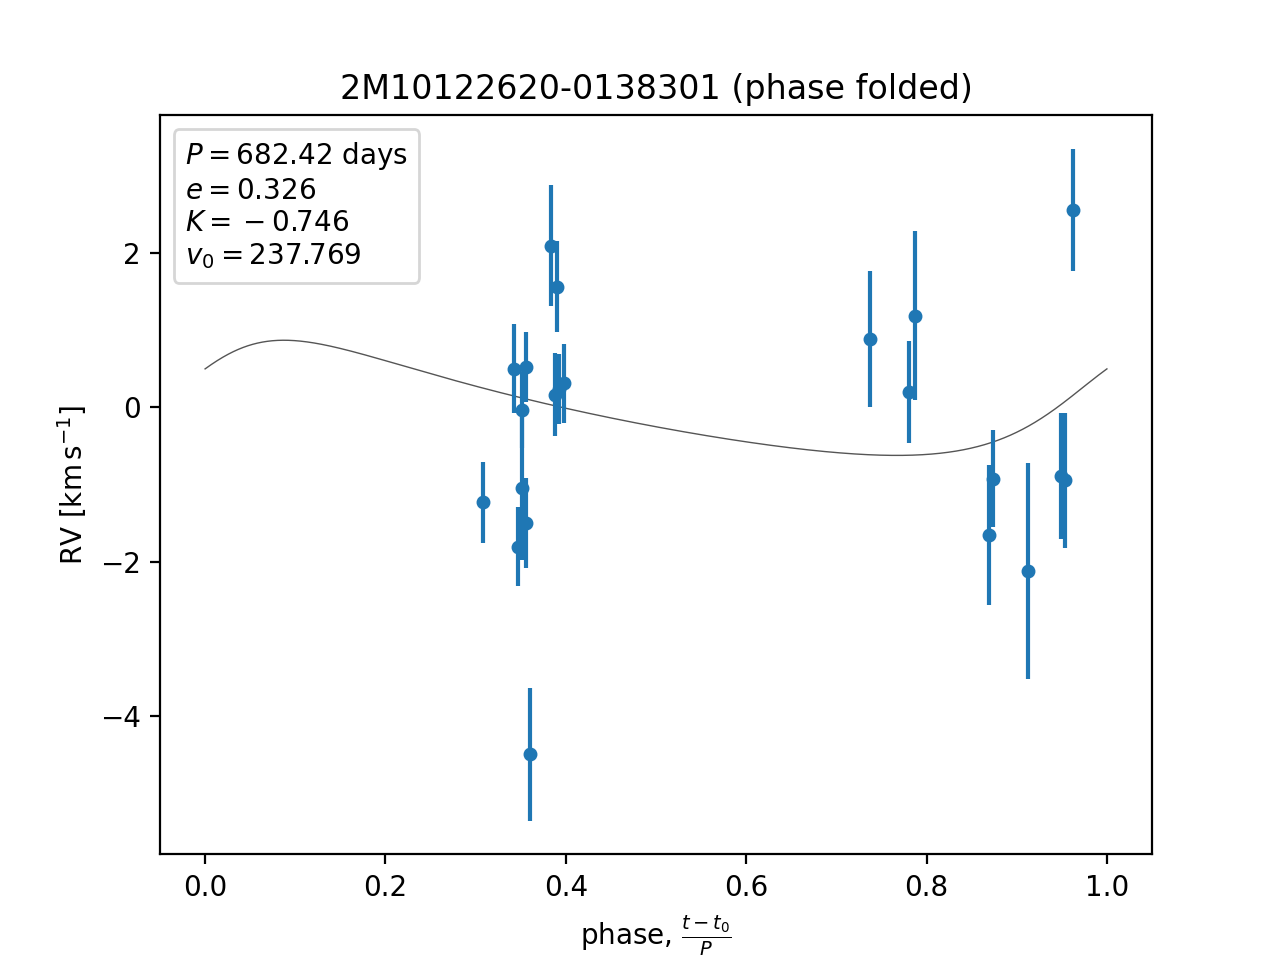 2M10122620-0138301 (phase folded)
P = 682.42 days
e = 0.326
K = −0.746
v₀ = 237.769
2
0
−2
−4
RV [km s⁻¹]
0.0 0.2 0.4 0.6 0.8 1.0
phase, (t − t₀)/P